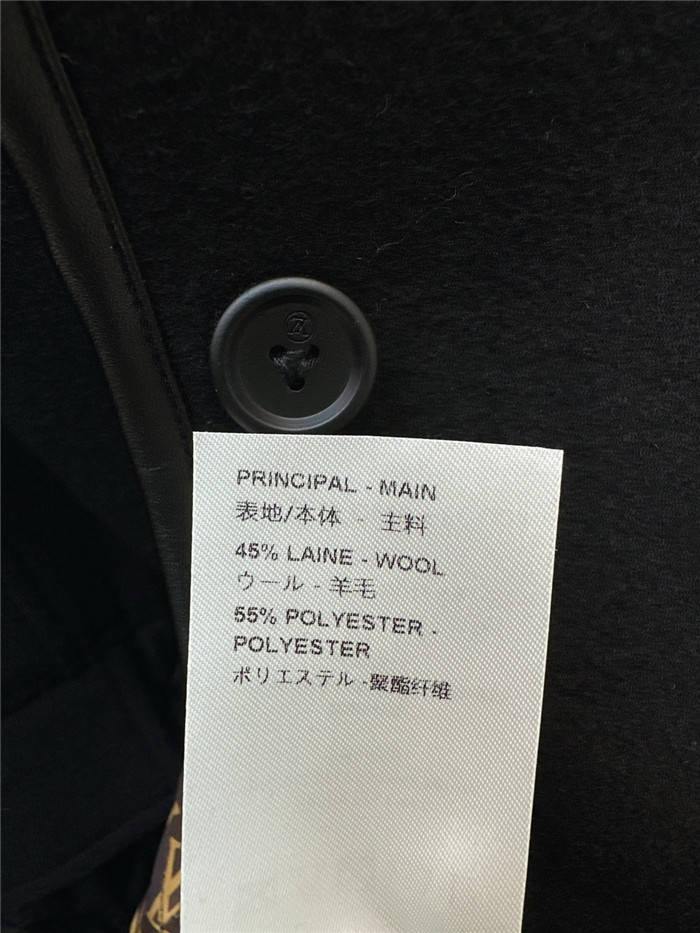 PRINCIPAL - MAIN
表地/本体 - 主料
45% LAINE - WOOL
ウール - 羊毛
55% POLYESTER -
POLYESTER
ポリエステル -聚酯纤维